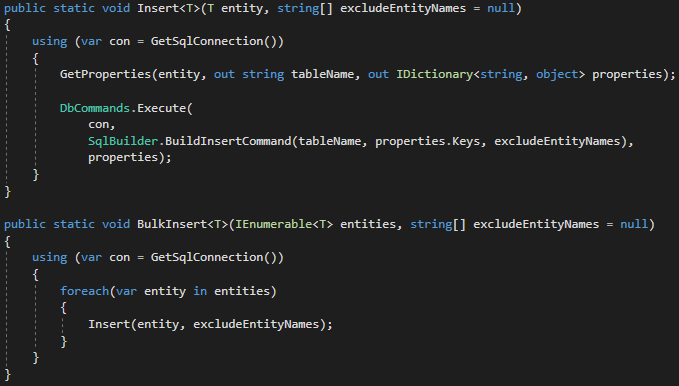 public static void Insert<T>(T entity, string[] excludeEntityNames = null)
{
    using (var con = GetSqlConnection())
    {
        GetProperties(entity, out string tableName, out IDictionary<string, object> properties);

        DbCommands.Execute(
            con,
            SqlBuilder.BuildInsertCommand(tableName, properties.Keys, excludeEntityNames),
            properties);
    }
}

public static void BulkInsert<T>(IEnumerable<T> entities, string[] excludeEntityNames = null)
{
    using (var con = GetSqlConnection())
    {
        foreach(var entity in entities)
        {
            Insert(entity, excludeEntityNames);
        }
    }
}